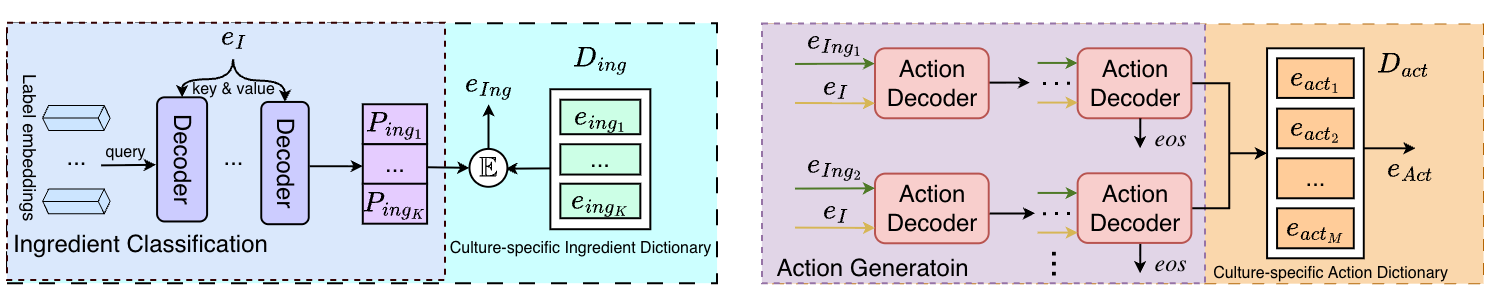 e_I
key & value
Label embeddings
...
query
Decoder
...
Decoder
P_{ing_1}
...
P_{ing_K}
Ingredient Classification
e_{Ing}
𝔼
D_{ing}
e_{ing_1}
...
e_{ing_K}
Culture-specific Ingredient Dictionary
e_{Ing_1}
e_I
Action
Decoder
...
Action
Decoder
eos
e_{Ing_2}
e_I
Action
Decoder
...
Action
Decoder
eos
⋮
Action Generatoin
D_{act}
e_{act_1}
e_{act_2}
...
e_{act_M}
e_{Act}
Culture-specific Action Dictionary